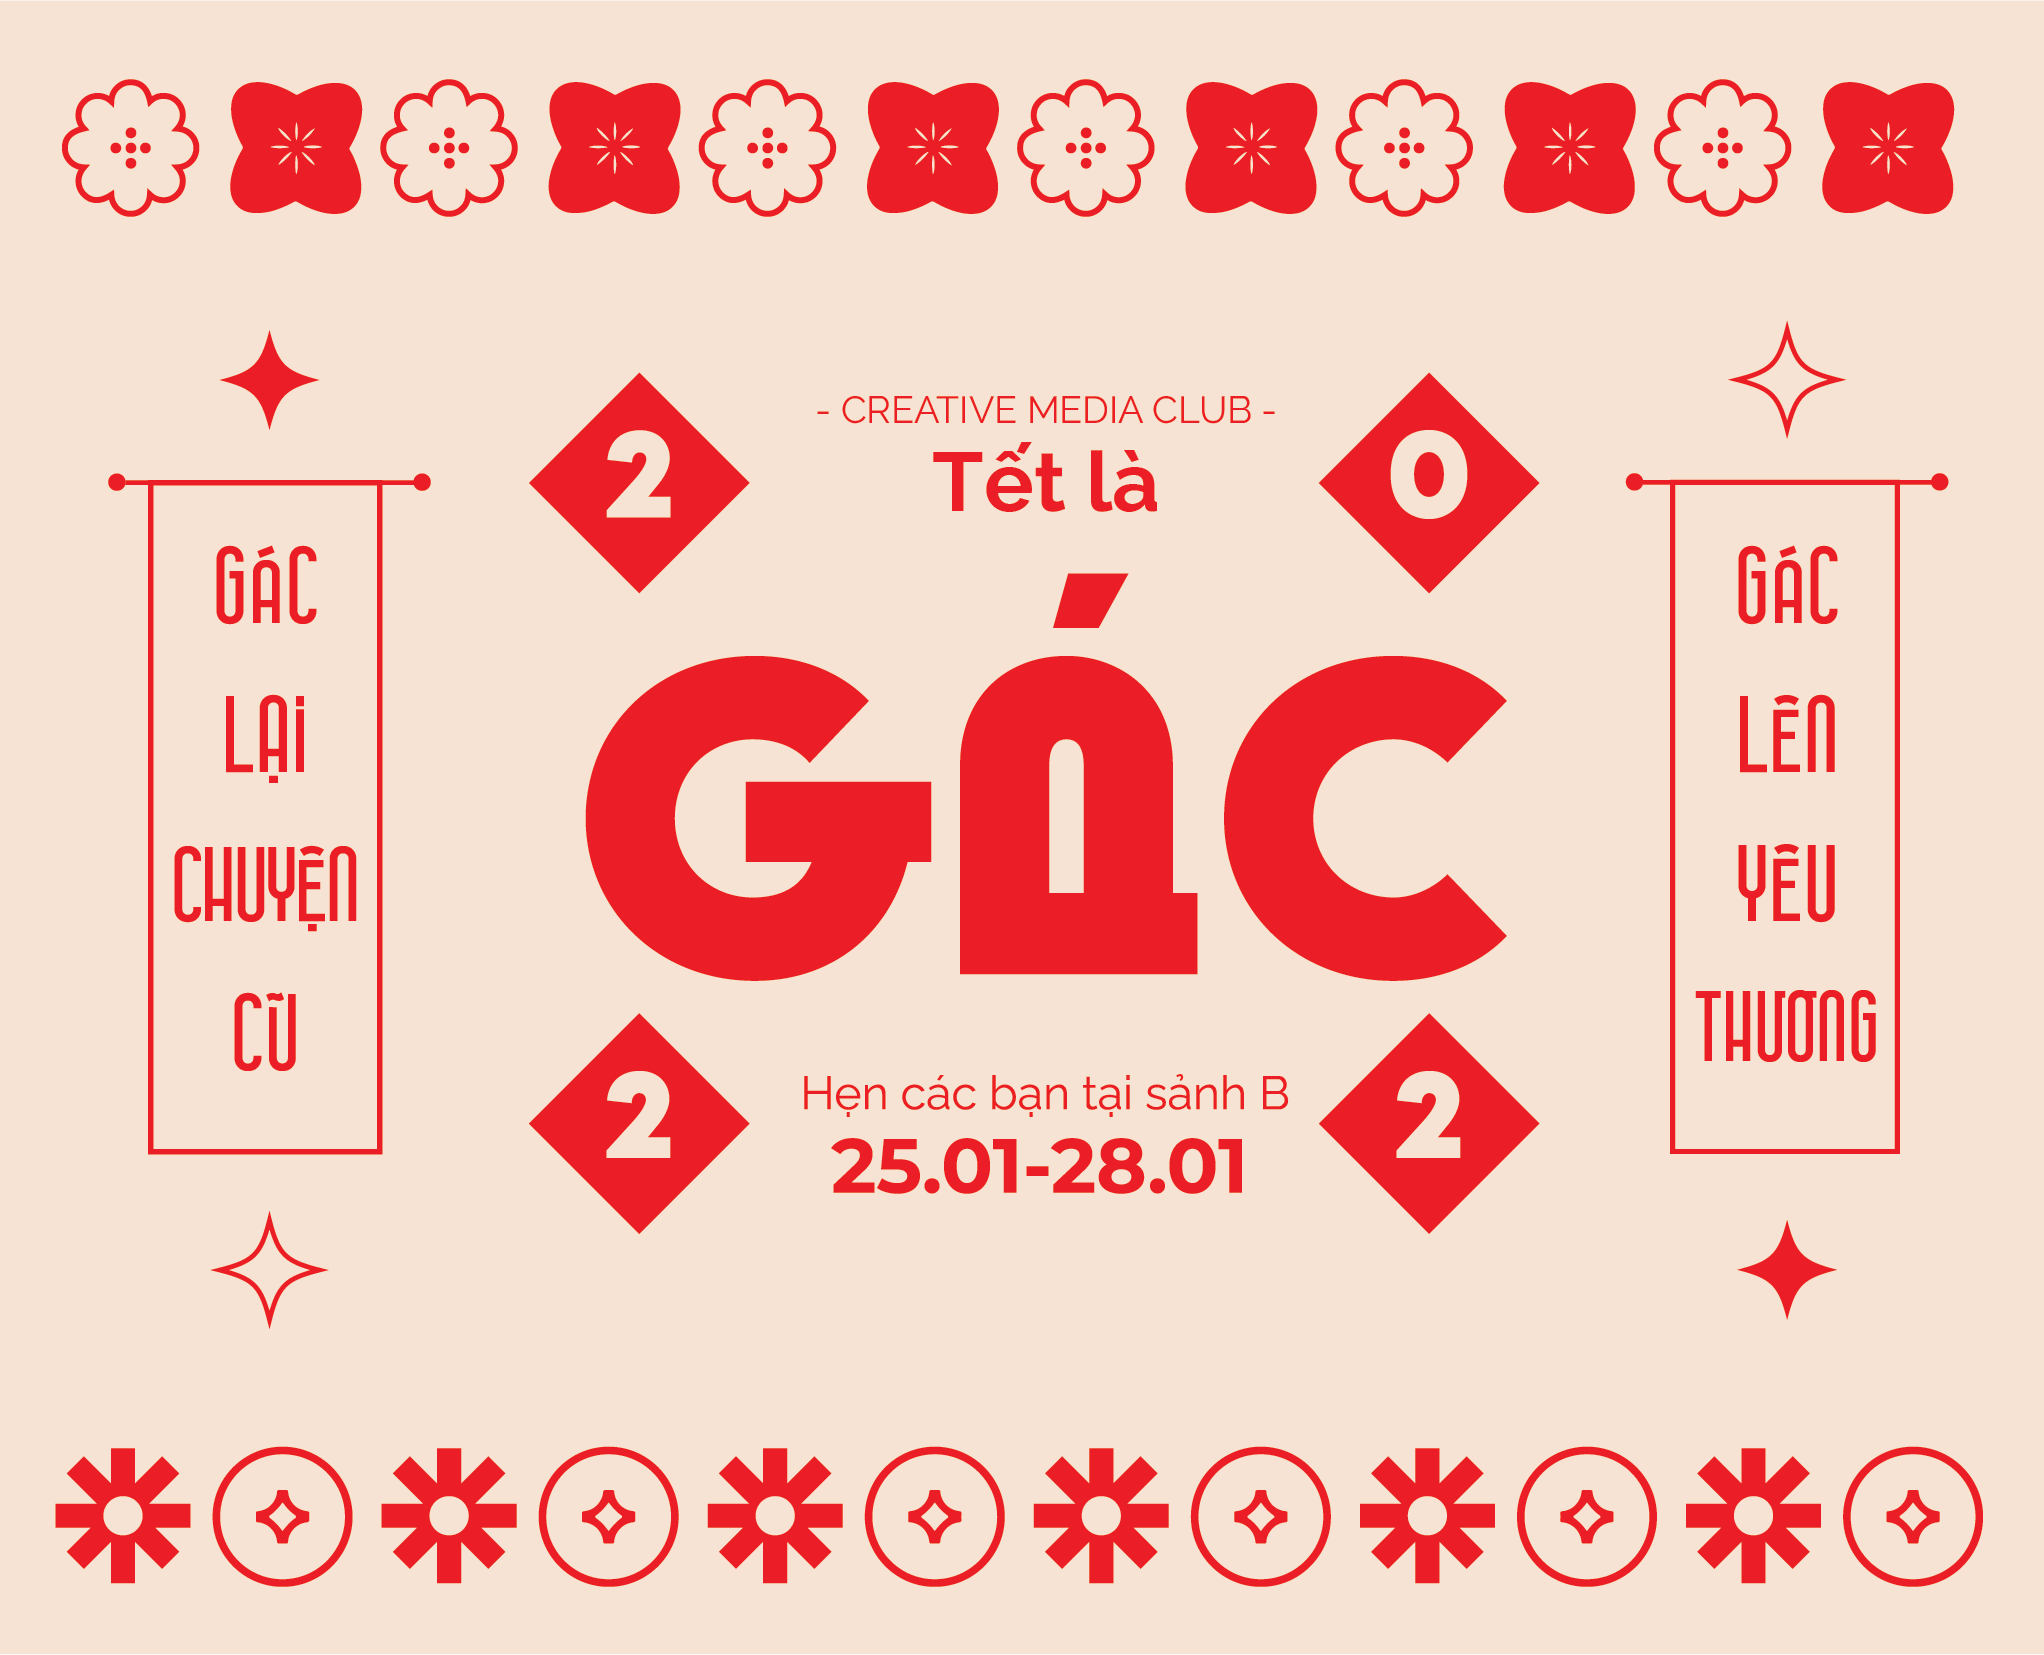 2
- CREATIVE MEDIA CLUB -
Tết là
0
GÁC
LẠI
CHUYỆN
CŨ
GÁC
GÁC
LÊN
YÊU
THƯƠNG
2
Hẹn các bạn tại sảnh B
25.01-28.01
2